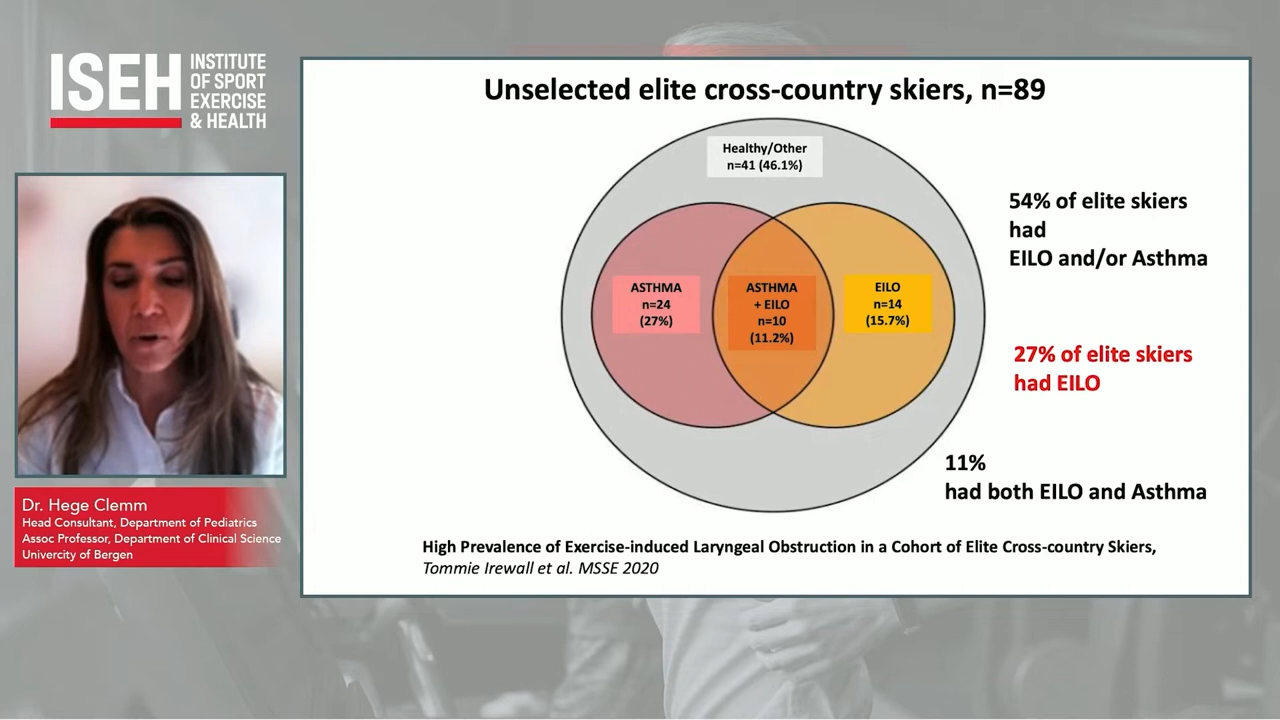 ISEH
INSTITUTE
OF SPORT
EXERCISE
& HEALTH
Dr. Hege Clemm
Head Consultant, Department of Pediatrics
Assoc Professor, Department of Clinical Science
Univercity of Bergen
Unselected elite cross-country skiers, n=89
Healthy/Other
n=41 (46.1%)
ASTHMA
n=24
(27%)
ASTHMA
+ EILO
n=10
(11.2%)
EILO
n=14
(15.7%)
54% of elite skiers
had
EILO and/or Asthma
27% of elite skiers
had EILO
11%
had both EILO and Asthma
High Prevalence of Exercise-induced Laryngeal Obstruction in a Cohort of Elite Cross-country Skiers,
Tommie Irewall et al. MSSE 2020